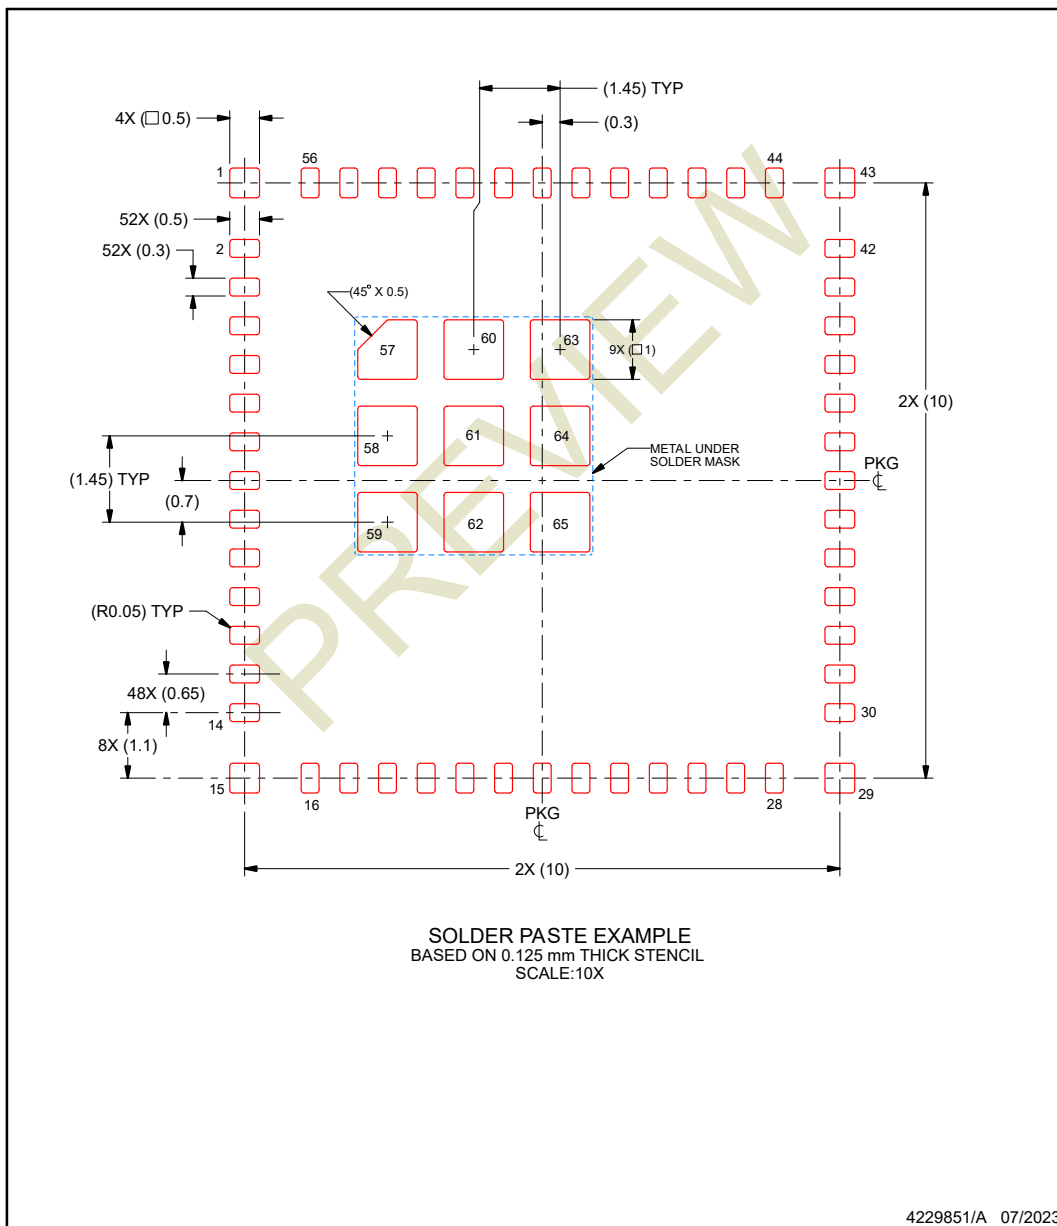 (1.45) TYP
4X (□ 0.5)
(0.3)
1
56
44
43
52X (0.5)
2
42
52X (0.3)
(45° X 0.5)
57
60
63
9X (□ 1)
2X (10)
58
61
64
METAL UNDER
SOLDER MASK
PKG
℄
(1.45) TYP
(0.7)
59
62
65
PREVIEW
(R0.05) TYP
48X (0.65)
14
30
8X (1.1)
15
16
28
29
PKG
℄
2X (10)
SOLDER PASTE EXAMPLE
BASED ON 0.125 mm THICK STENCIL
SCALE:10X
4229851/A 07/2023